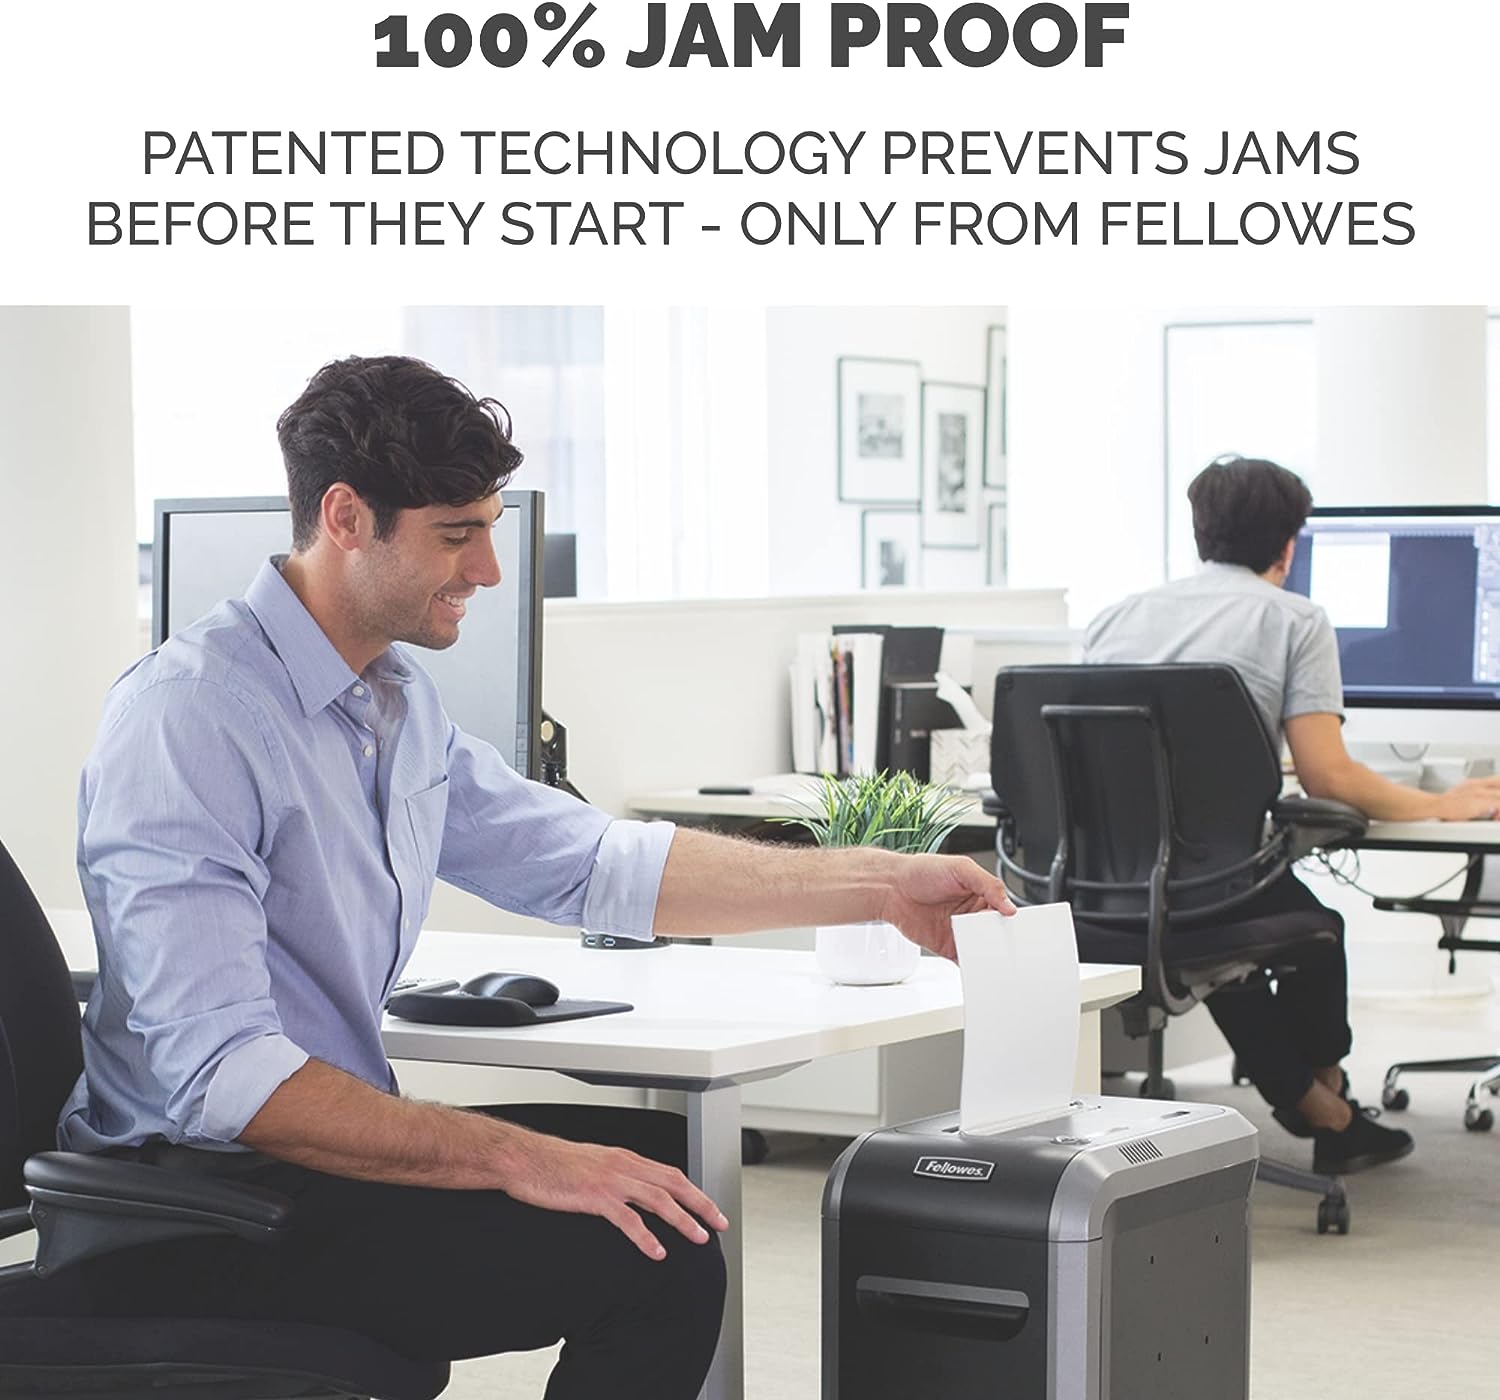 100% JAM PROOF
PATENTED TECHNOLOGY PREVENTS JAMS
BEFORE THEY START - ONLY FROM FELLOWES
Fellowes.